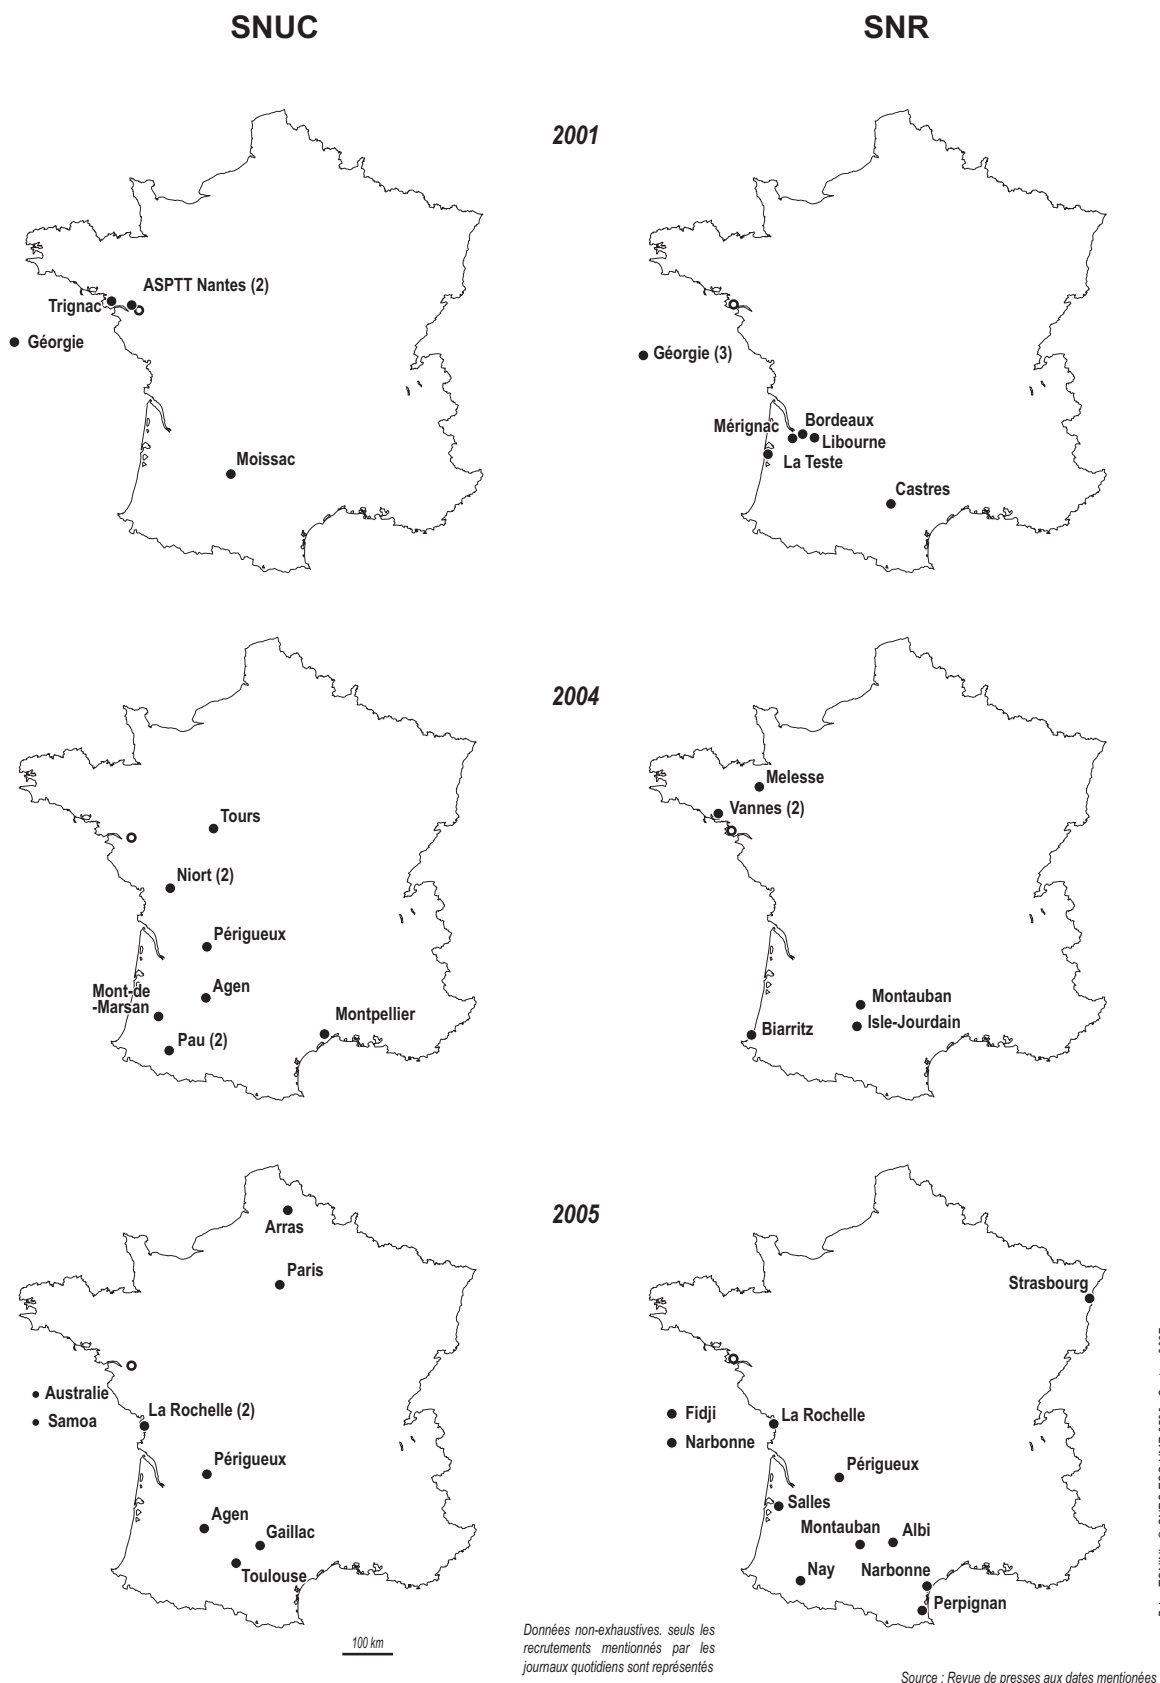 SNUC
SNR
2001
ASPTT Nantes (2)
Trignac
Géorgie
Moissac
Géorgie (3)
Mérignac
Bordeaux
Libourne
La Teste
Castres
2004
Tours
Niort (2)
Périgueux
Agen
Mont-de
-Marsan
Pau (2)
Montpellier
Melesse
Vannes (2)
Montauban
Isle-Jourdain
Biarritz
2005
Arras
Paris
Australie
Samoa
La Rochelle (2)
Périgueux
Agen
Gaillac
Toulouse
Strasbourg
Fidji
Narbonne
La Rochelle
Périgueux
Salles
Montauban
Albi
Nay
Narbonne
Perpignan
100 km
Données non-exhaustives. seuls les
recrutements mentionnés par les
journaux quotidiens sont représentés
Source : Revue de presses aux dates mentionées